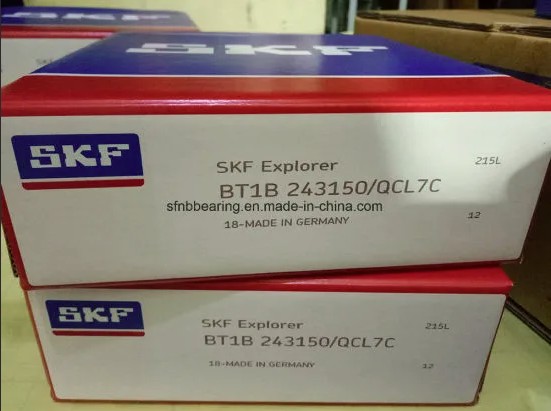 SKF
SKF
SKF Explorer
215L
BT1B 243150/QCL7C
sfnbbearing.en.made-in-china.com
12
18-MADE IN GERMANY
SKF
SKF Explorer
215L
BT1B 243150/QCL7C
18-MADE IN GERMANY
12